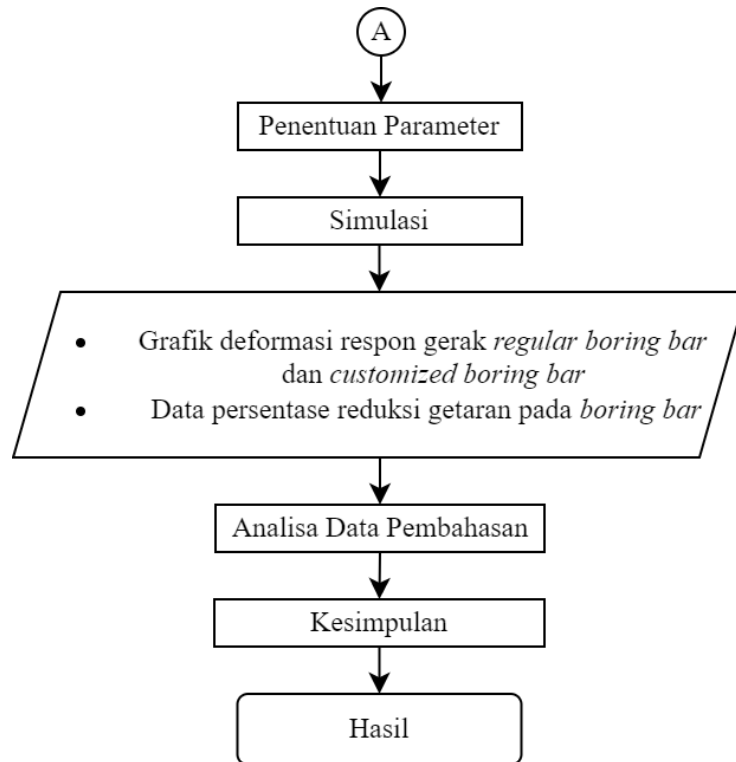 A
Penentuan Parameter
Simulasi
• Grafik deformasi respon gerak regular boring bar
dan customized boring bar
• Data persentase reduksi getaran pada boring bar
Analisa Data Pembahasan
Kesimpulan
Hasil